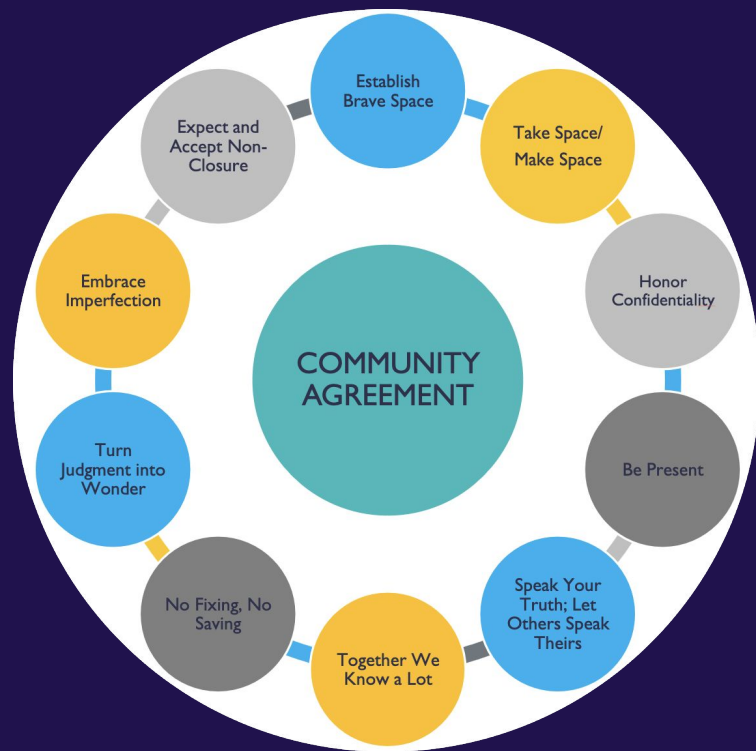 Establish
Brave Space
Take Space/
Make Space
Honor
Confidentiality
Be Present
Speak Your
Truth; Let
Others Speak
Theirs
Together We
Know a Lot
No Fixing, No
Saving
Turn
Judgment into
Wonder
Embrace
Imperfection
Expect and
Accept Non-
Closure
COMMUNITY
AGREEMENT